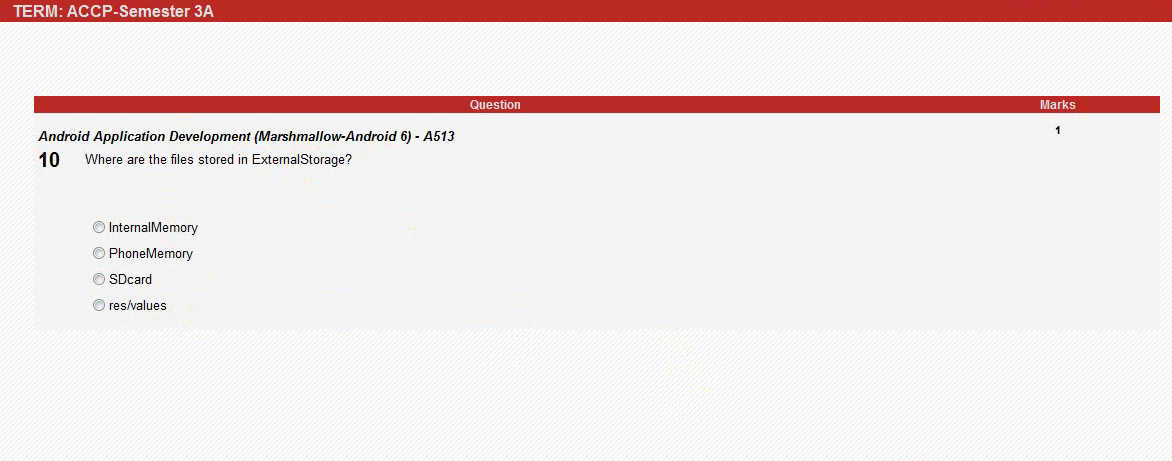 TERM: ACCP-Semester 3A
Question Marks
Android Application Development (Marshmallow-Android 6) - A513 1
10 Where are the files stored in ExternalStorage?
InternalMemory
PhoneMemory
SDcard
res/values